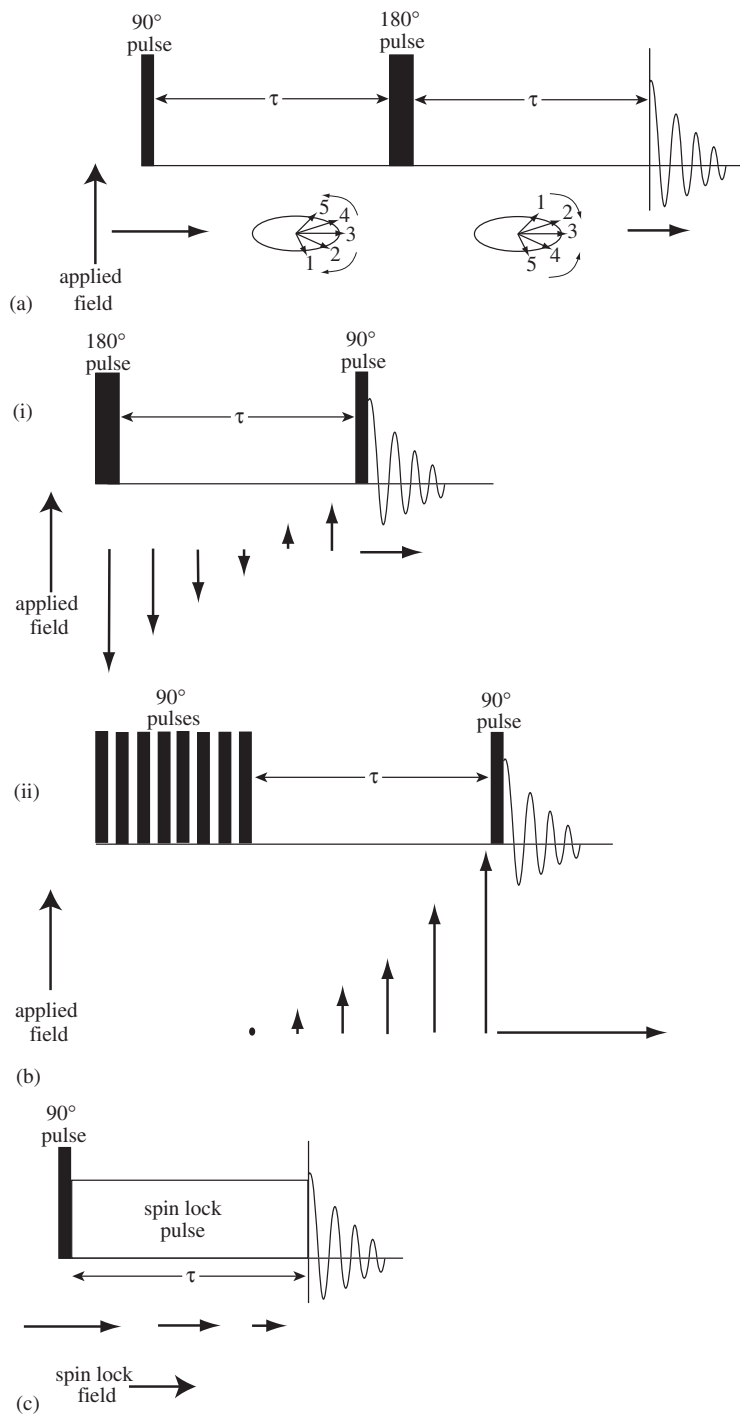 90°
pulse
180°
pulse
τ
τ
5
4
3
2
1
1
2
3
4
5
applied
field
(a)
180°
pulse
90°
pulse
(i)
τ
applied
field
90°
pulses
90°
pulse
(ii)
τ
applied
field
(b)
90°
pulse
spin lock
pulse
τ
spin lock
field
(c)